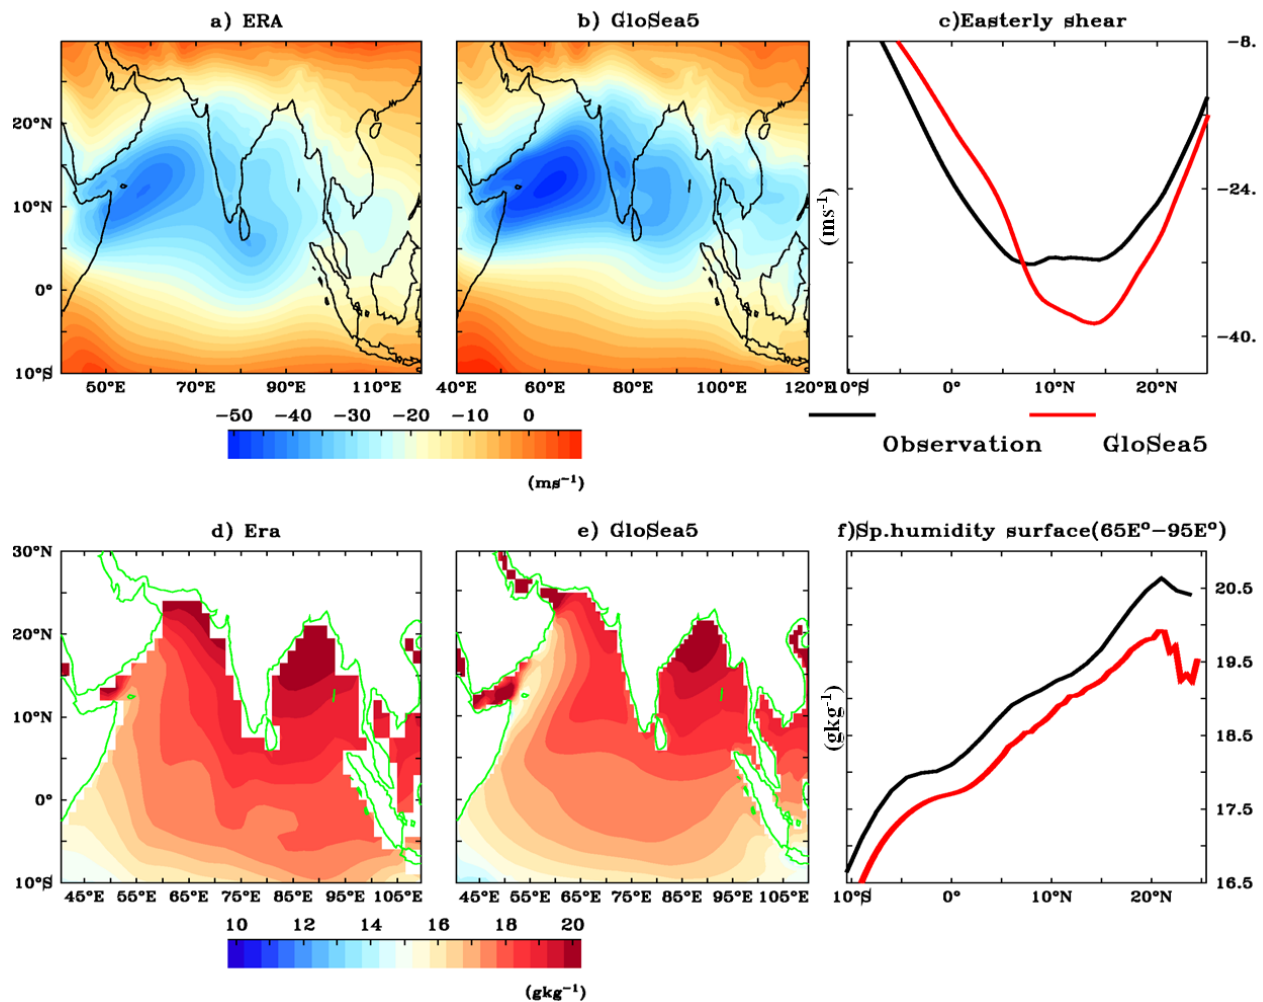 a) ERA
b) GloSea5
c)Easterly shear
20°N
10°N
0°
10°S
50°E 70°E 90°E 110°E
40°E 60°E 80°E 100°E 120°E
-8.
-24.
-40.
(ms-1)
10°S 0° 10°N 20°N
-50 -40 -30 -20 -10 0
(ms-1)
Observation
GloSea5
d) Era
e) GloSea5
f)Sp.humidity surface(65Eº-95Eº)
30°N
20°N
10°N
0°
10°S
45°E 55°E 65°E 75°E 85°E 95°E 105°E
45°E 55°E 65°E 75°E 85°E 95°E 105°E
20.5
19.5
18.5
17.5
16.5
(gkg-1)
10°S 0° 10°N 20°N
10 12 14 16 18 20
(gkg-1)